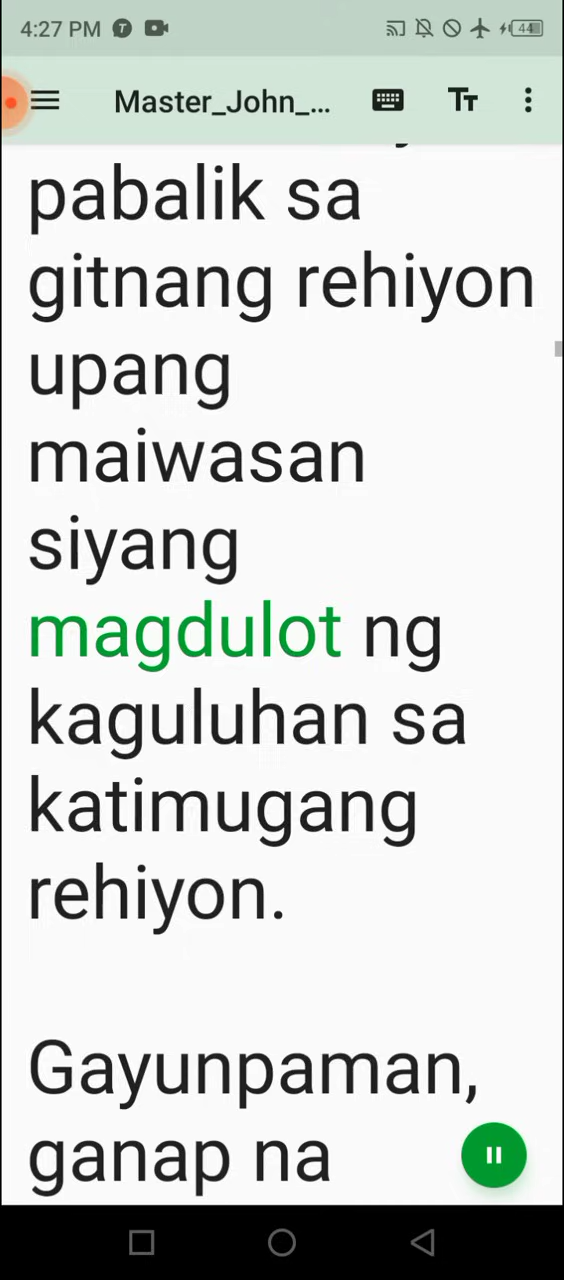 4:27 PM
44
Master_John_...
pabalik sa
gitnang rehiyon
upang
maiwasan
siyang
magdulot ng
kaguluhan sa
katimugang
rehiyon.
Gayunpaman,
ganap na